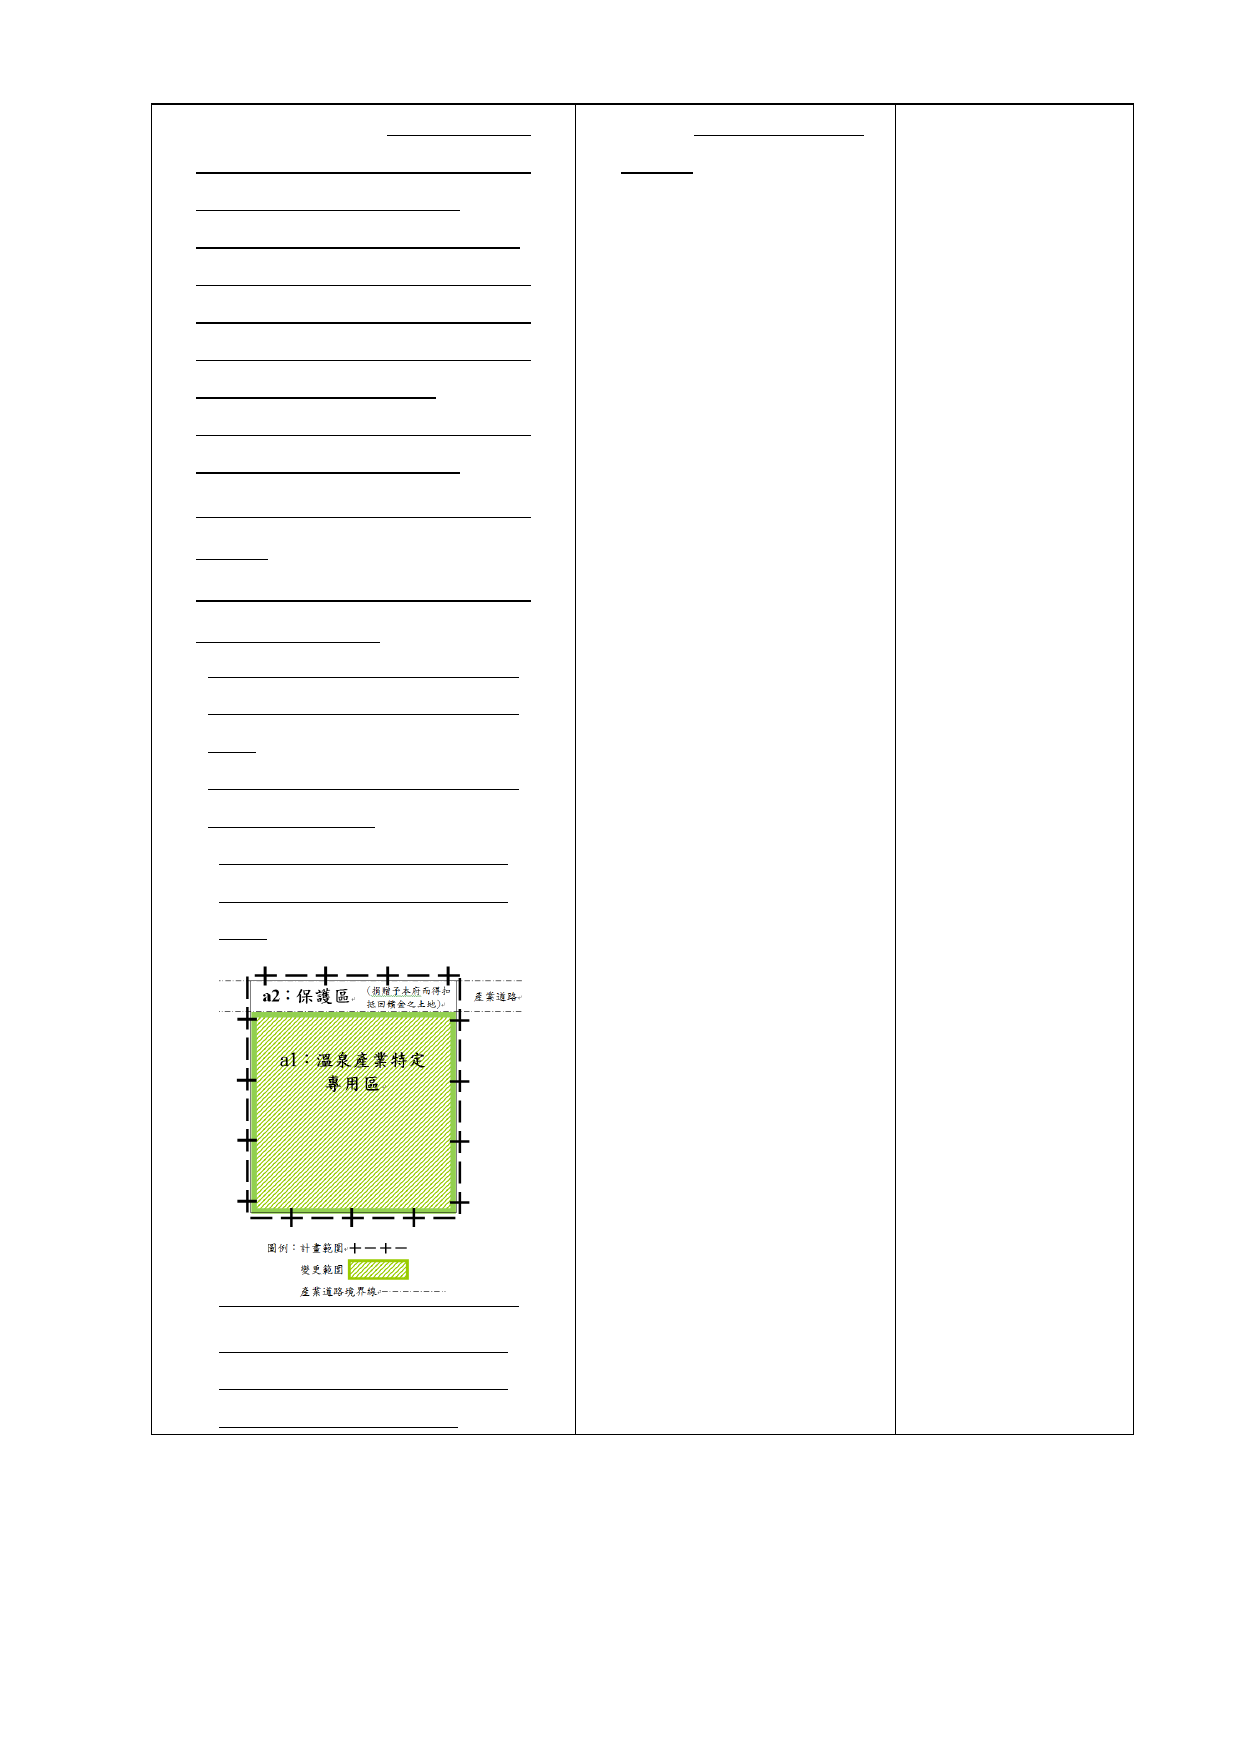 a2：保護區
（捐贈予本府而得扣
抵回饋金之土地）
產業道路
a1：溫泉產業特定
專用區
圖例：計畫範圍
變更範圍
產業道路境界線